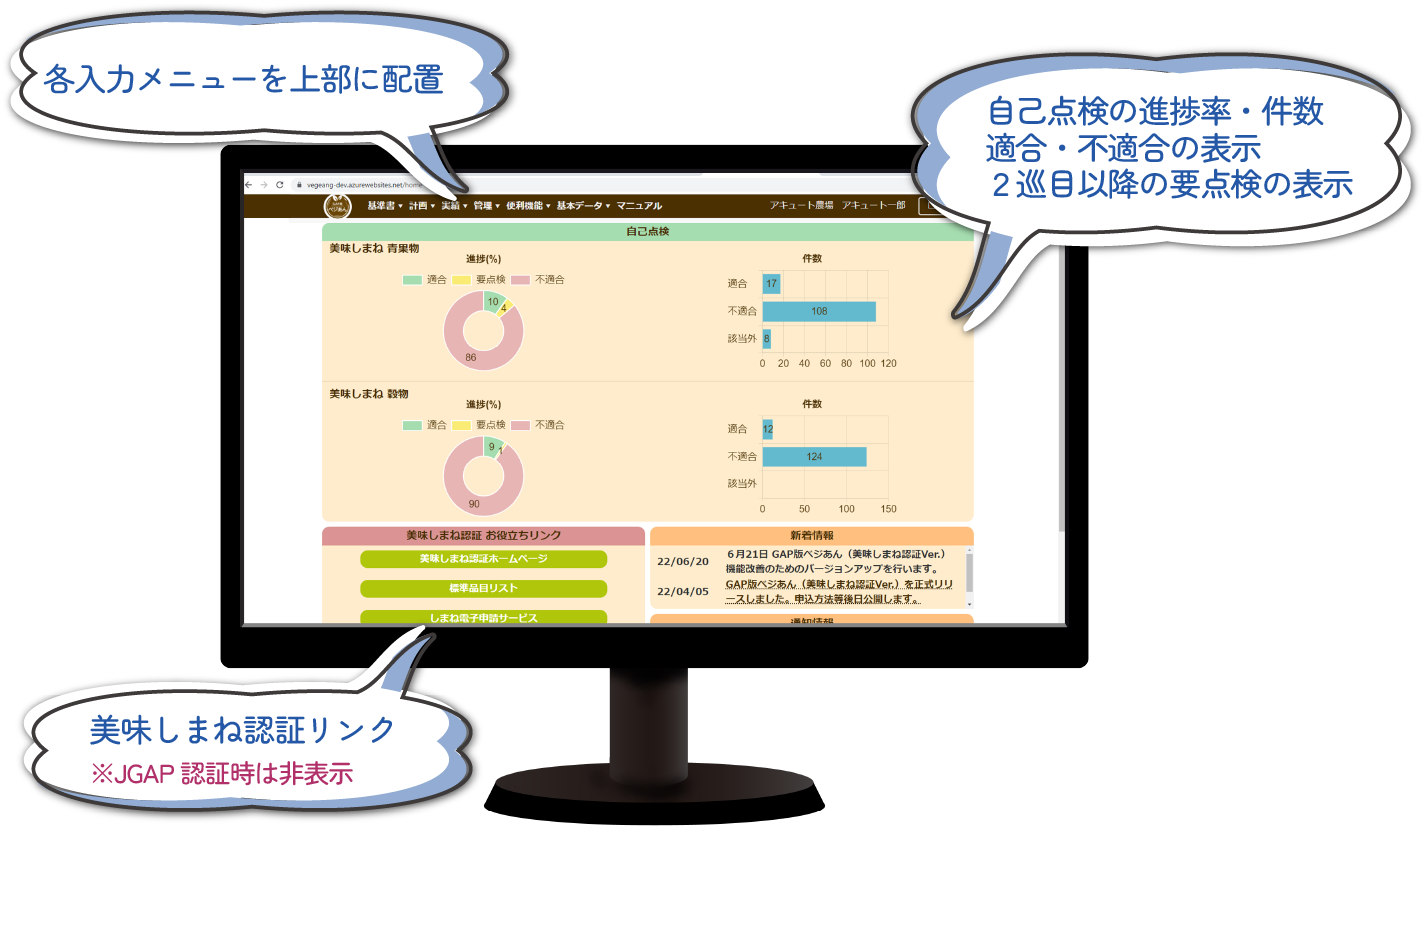 各入力メニューを上部に配置
自己点検の進捗率・件数
適合・不適合の表示
２巡目以降の要点検の表示
vegeang-dev.azurewebsites.net/home
べじあん
基準書 ▾ 計画 ▾ 実績 ▾ 管理 ▾ 便利機能 ▾ 基本データ ▾ マニュアル
アキュート農場 アキュート一郎
自己点検
美味しまね 青果物
進捗(%)
適合 要点検 不適合
10
4
86
件数
適合 17
不適合 108
該当外 8
0 20 40 60 80 100 120
美味しまね 穀物
進捗(%)
適合 要点検 不適合
9
1
90
件数
適合 12
不適合 124
該当外
0 50 100 150
美味しまね認証 お役立ちリンク
美味しまね認証ホームページ
標準品目リスト
しまね電子申請サービス
新着情報
22/06/20
６月21日 GAP版ベジあん（美味しまね認証Ver.）
機能改善のためのバージョンアップを行います。
22/04/05
GAP版ベジあん（美味しまね認証Ver.）を正式リリ
ースしました。申込方法等後日公開します。
通知情報
美味しまね認証リンク
※JGAP 認証時は非表示